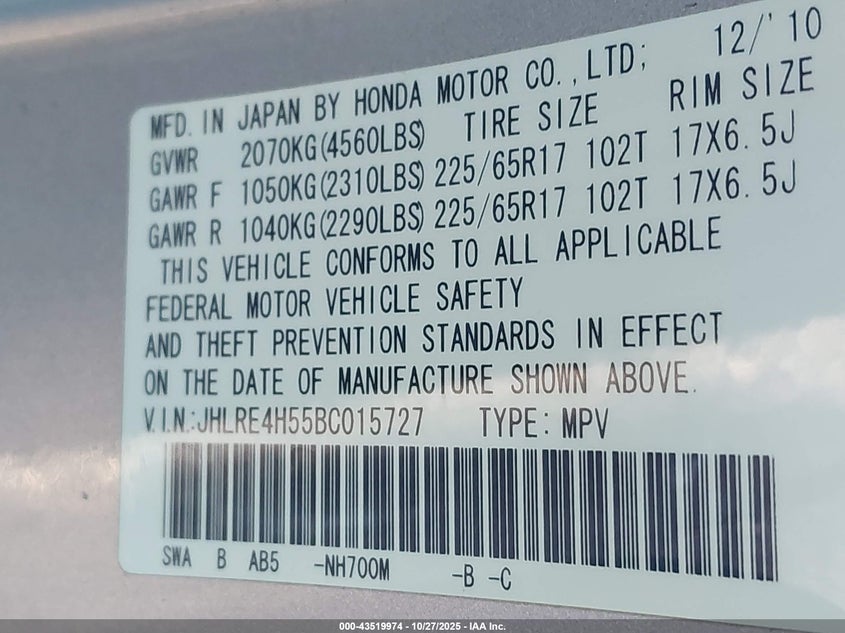 MFD. IN JAPAN BY HONDA MOTOR CO., LTD; 12/'10
GVWR 2070KG(4560LBS) TIRE SIZE RIM SIZE
GAWR F 1050KG(2310LBS) 225/65R17 102T 17X6.5J
GAWR R 1040KG(2290LBS) 225/65R17 102T 17X6.5J
THIS VEHICLE CONFORMS TO ALL APPLICABLE
FEDERAL MOTOR VEHICLE SAFETY
AND THEFT PREVENTION STANDARDS IN EFFECT
ON THE DATE OF MANUFACTURE SHOWN ABOVE.
V.I.N.:JHLRE4H55BC015727 TYPE: MPV
SWA B AB5 -NH700M -B -C
000-43519974 - 10/27/2025 - IAA Inc.